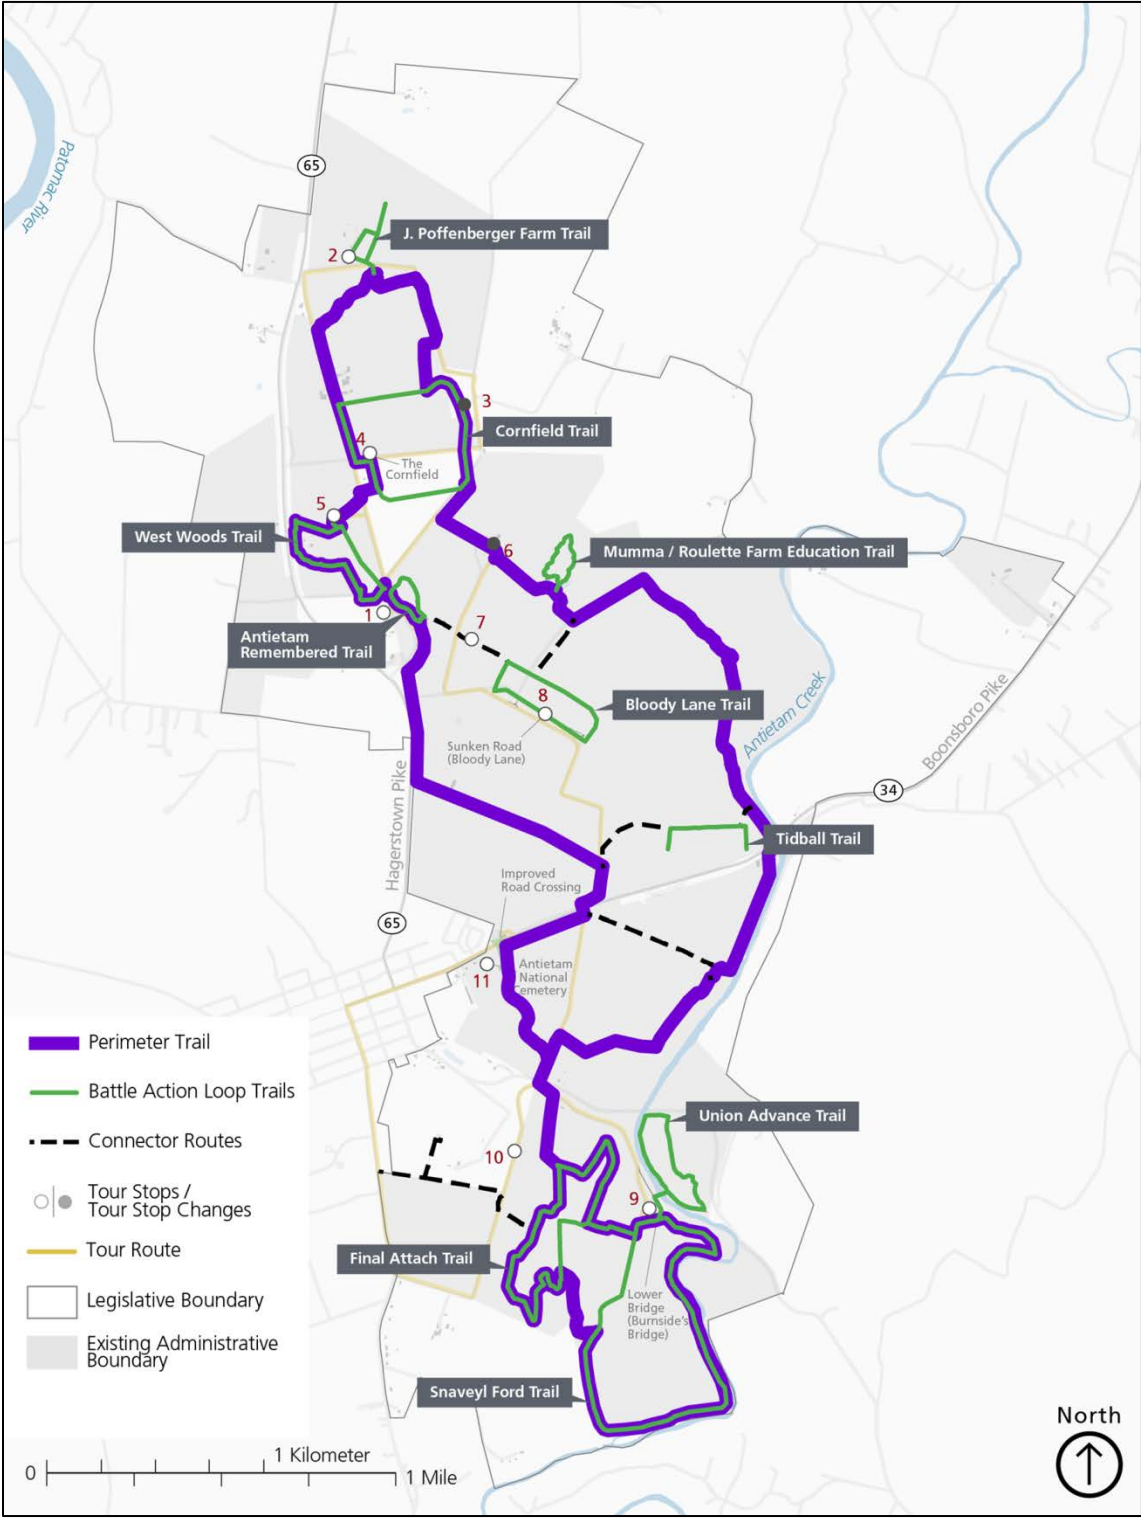 Patomac River
65
J. Poffenberger Farm Trail
2
3
Cornfield Trail
4
The
Cornfield
5
West Woods Trail
6
Mumma / Roulette Farm Education Trail
1
7
Antietam
Remembered Trail
8
Bloody Lane Trail
Sunken Road
(Bloody Lane)
Antietam Creek
Boonsboro Pike
34
Hagerstown Pike
Tidball Trail
Improved
Road Crossing
65
11
Antietam
National
Cemetery
Perimeter Trail
Battle Action Loop Trails
Connector Routes
Tour Stops /
Tour Stop Changes
Tour Route
Legislative Boundary
Existing Administrative
Boundary
Union Advance Trail
10
9
Final Attach Trail
Lower
Bridge
(Burnside's
Bridge)
Snaveyl Ford Trail
North
0
1 Kilometer
1 Mile